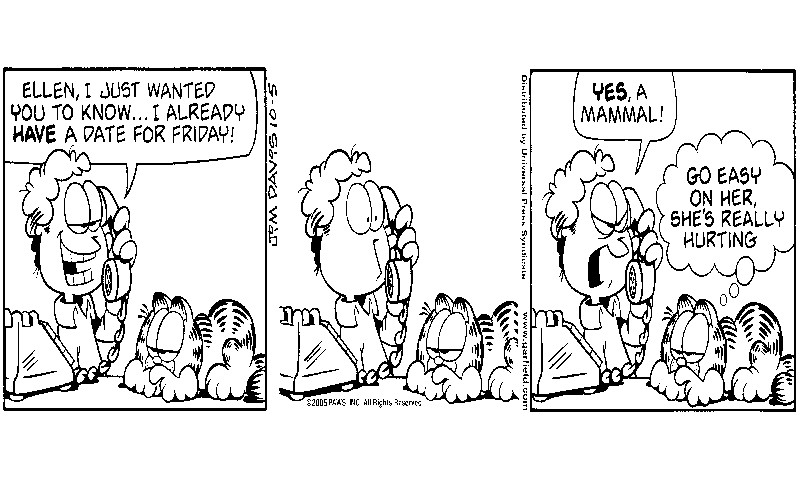 ELLEN, I JUST WANTED
YOU TO KNOW... I ALREADY
HAVE A DATE FOR FRIDAY!
JIM DAVIS 10-5
©2005 PAWS, INC. All Rights Reserved.
Distributed by Universal Press Syndicate
www.garfield.com
YES, A
MAMMAL!
GO EASY
ON HER,
SHE'S REALLY
HURTING